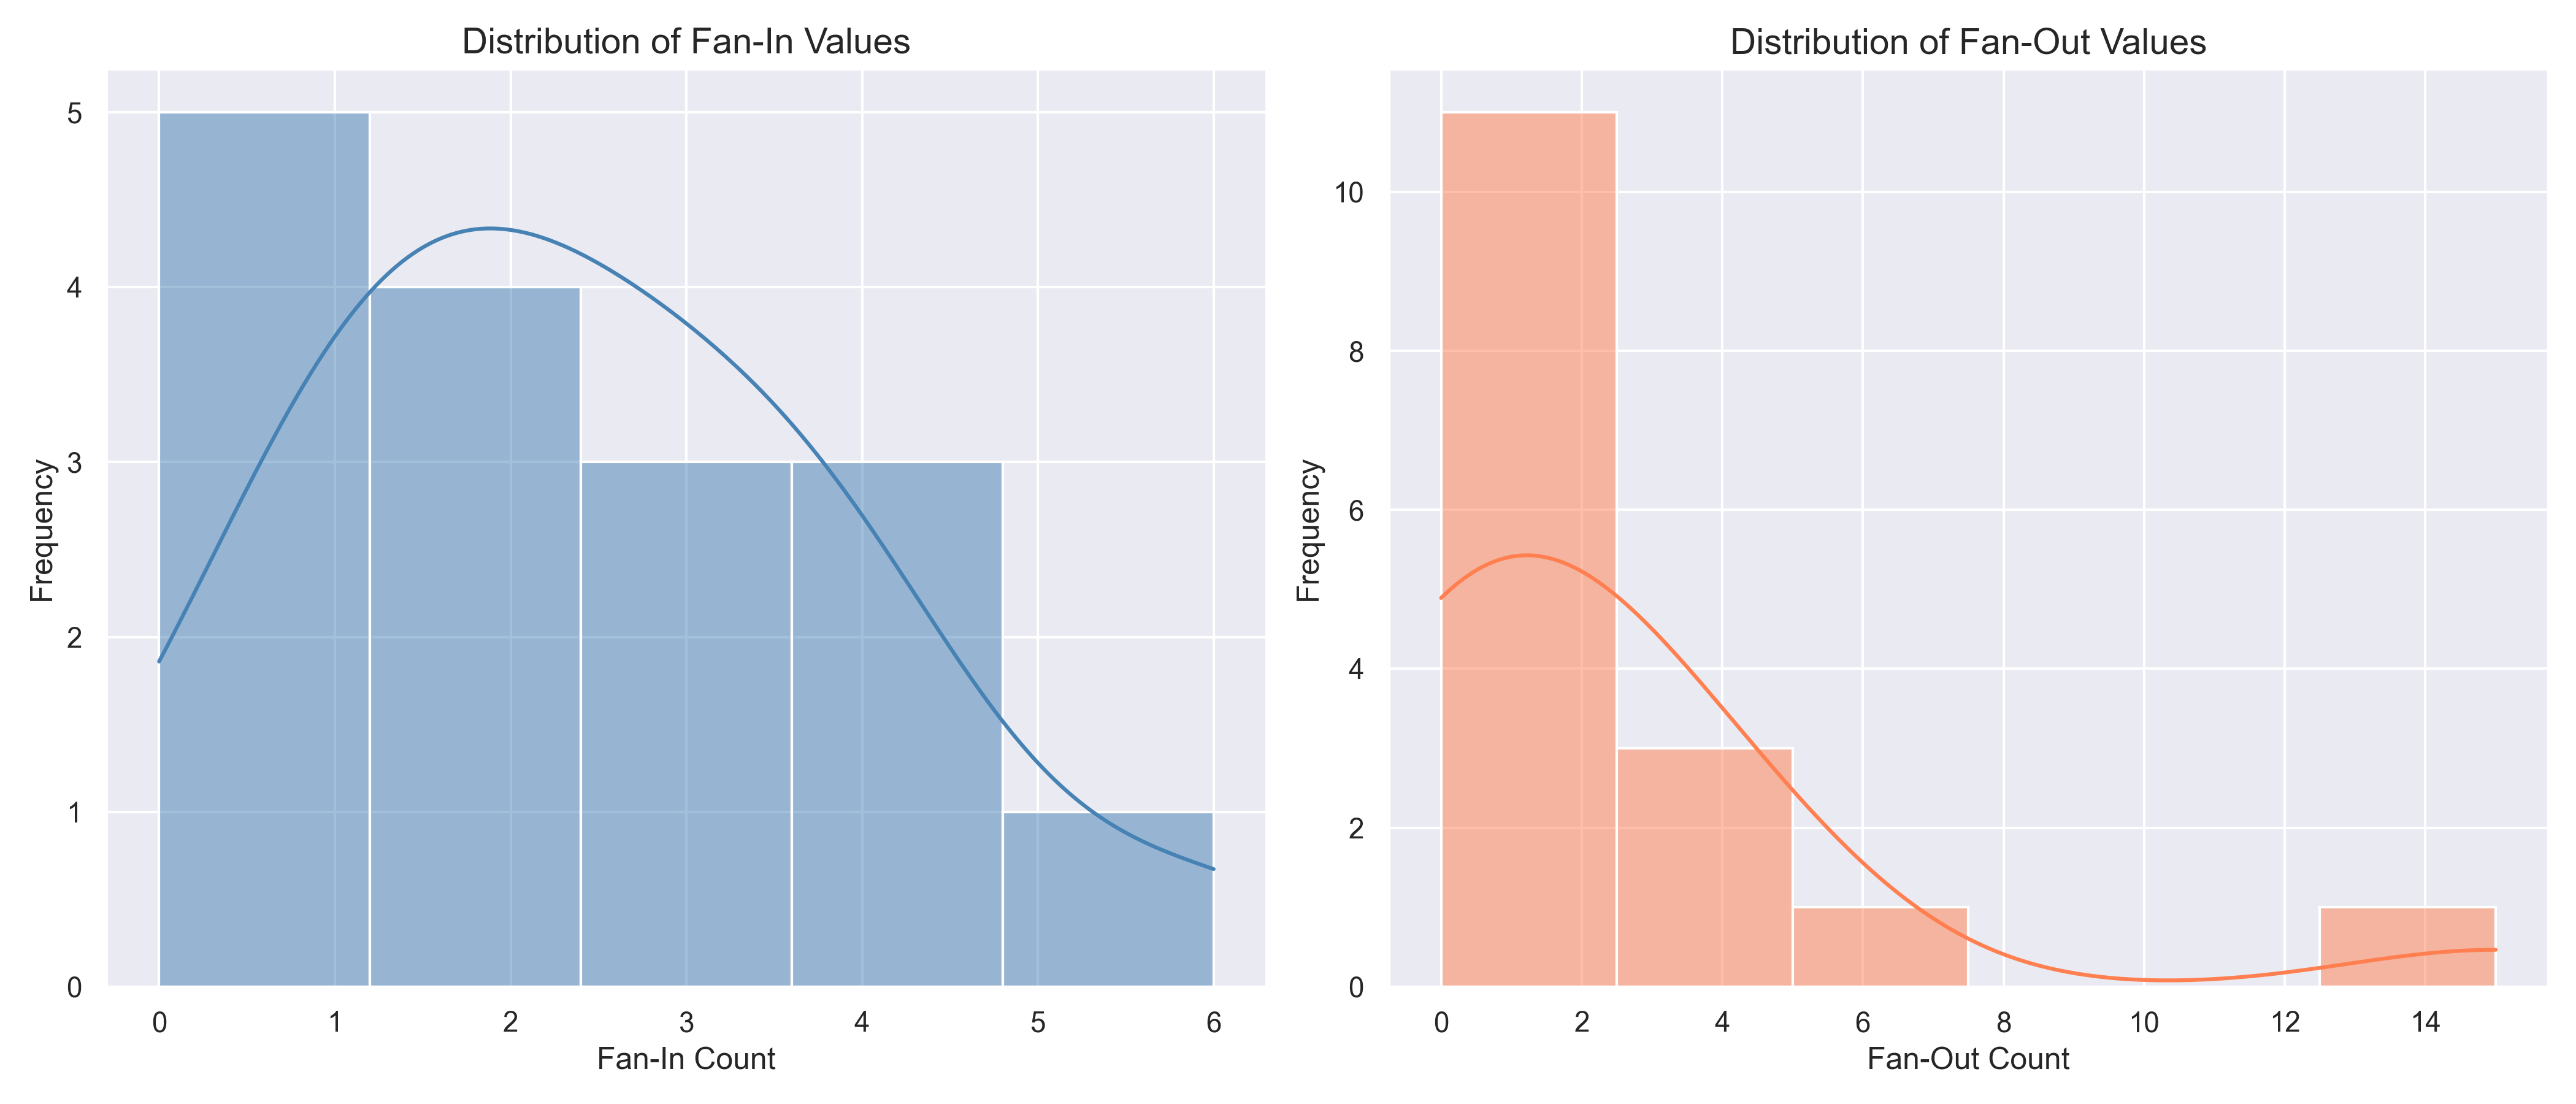 Distribution of Fan-In Values
5
4
3
2
1
0
Frequency
0 1 2 3 4 5 6
Fan-In Count
Distribution of Fan-Out Values
10
8
6
4
2
0
Frequency
0 2 4 6 8 10 12 14
Fan-Out Count